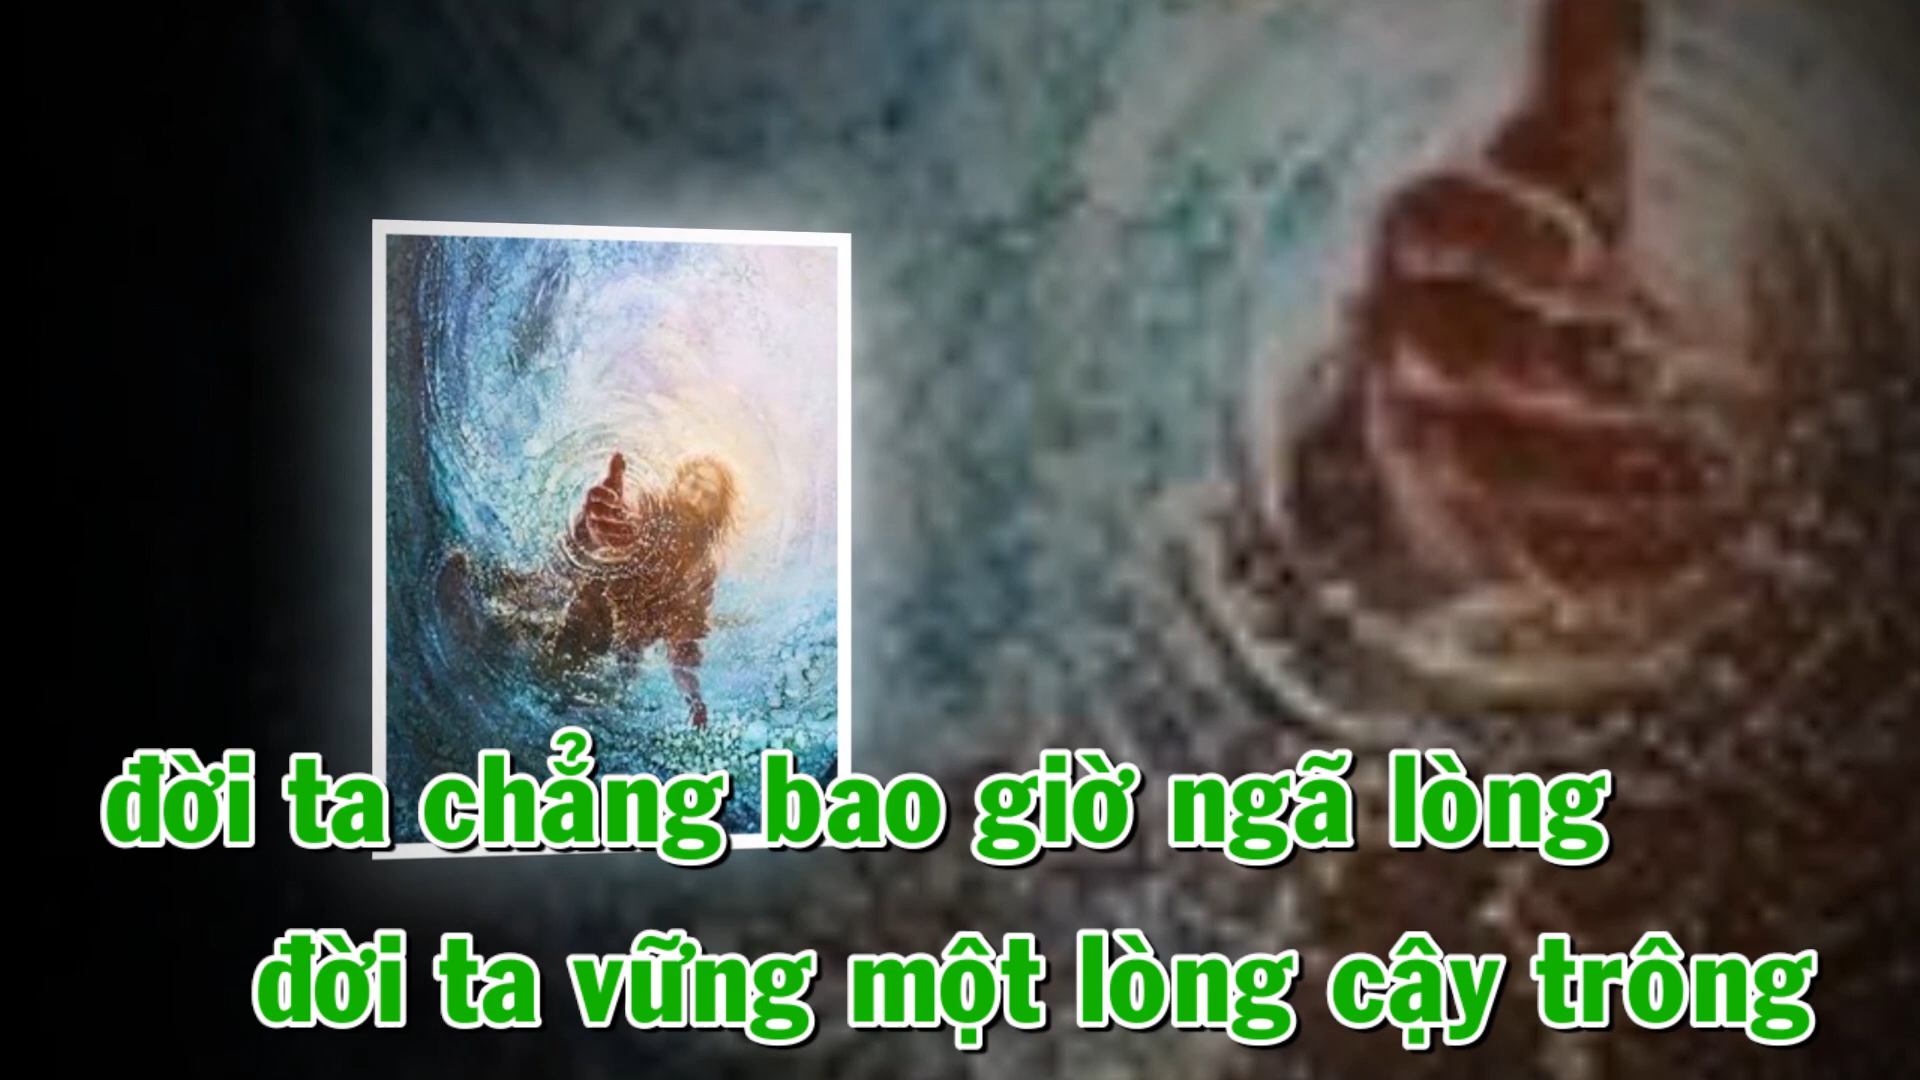 đời ta chẳng bao giờ ngã lòng
đời ta vững một lòng cậy trông